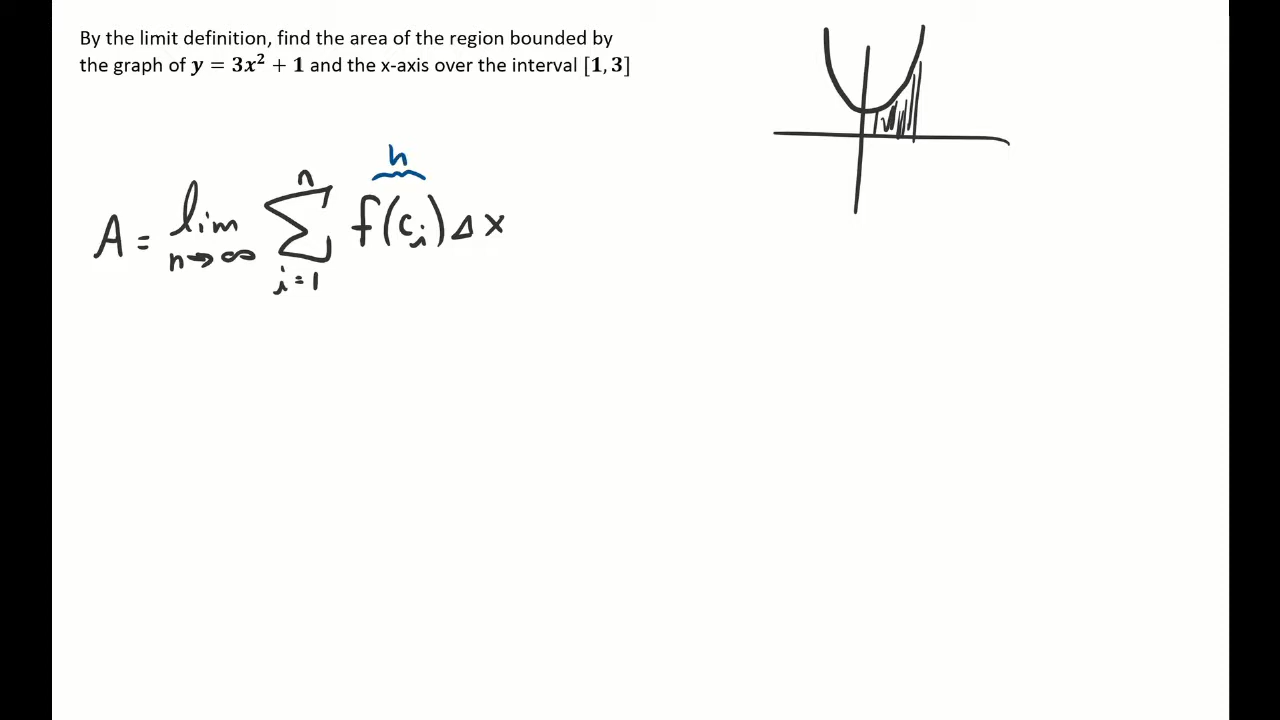 By the limit definition, find the area of the region bounded by
the graph of y = 3x² + 1 and the x-axis over the interval [1, 3]
h
A = lim n→∞ n Σ i=1 f(cᵢ) Δx